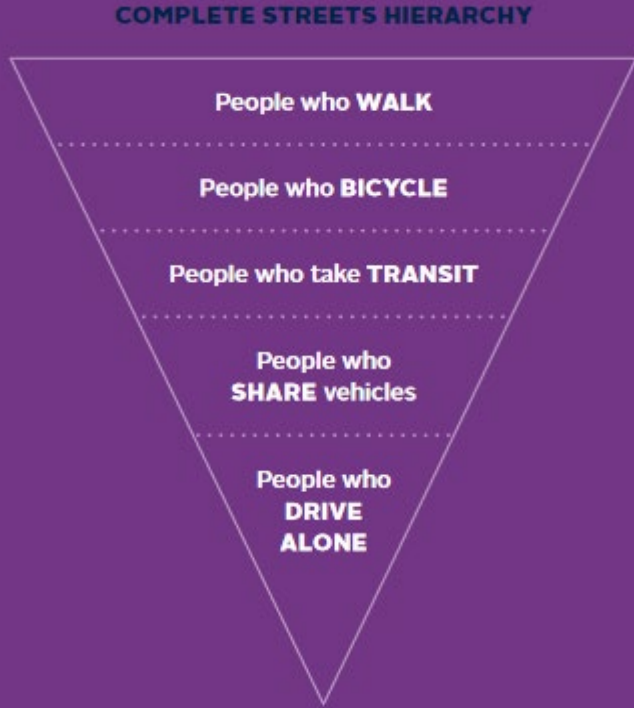 COMPLETE STREETS HIERARCHY
People who WALK
People who BICYCLE
People who take TRANSIT
People who
SHARE vehicles
People who
DRIVE
ALONE